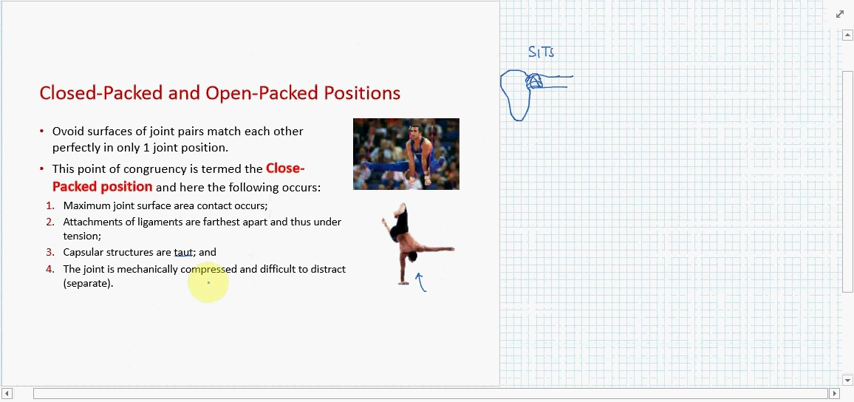 SITS
Closed-Packed and Open-Packed Positions
• Ovoid surfaces of joint pairs match each other
perfectly in only 1 joint position.
• This point of congruency is termed the Close-
Packed position and here the following occurs:
1. Maximum joint surface area contact occurs;
2. Attachments of ligaments are farthest apart and thus under
tension;
3. Capsular structures are taut; and
4. The joint is mechanically compressed and difficult to distract
(separate).